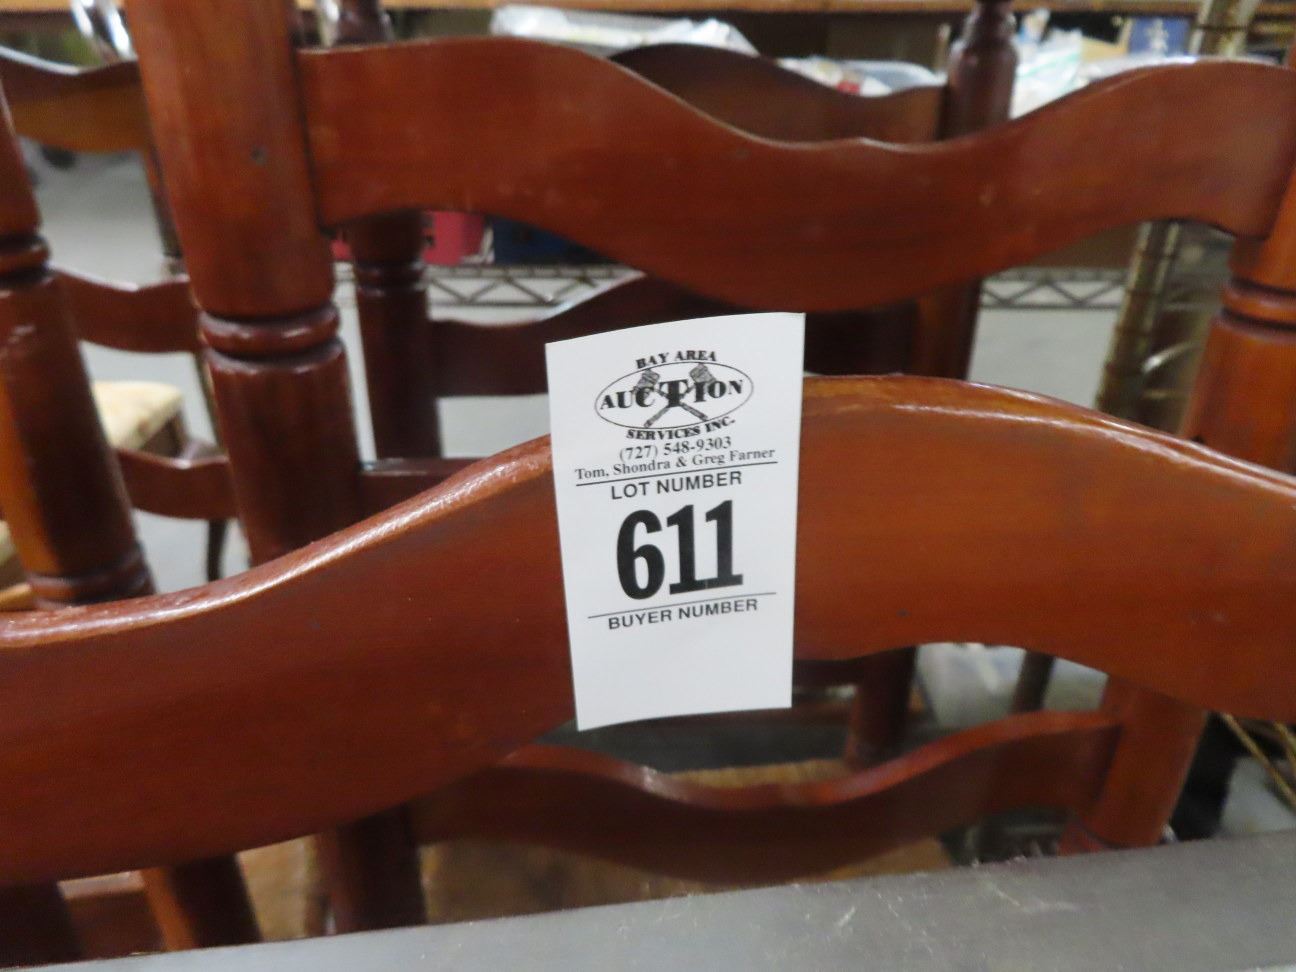 BAY AREA
AUCTION
SERVICES INC.
(727) 548-9303
Tom, Shondra & Greg Farner
LOT NUMBER
611
BUYER NUMBER